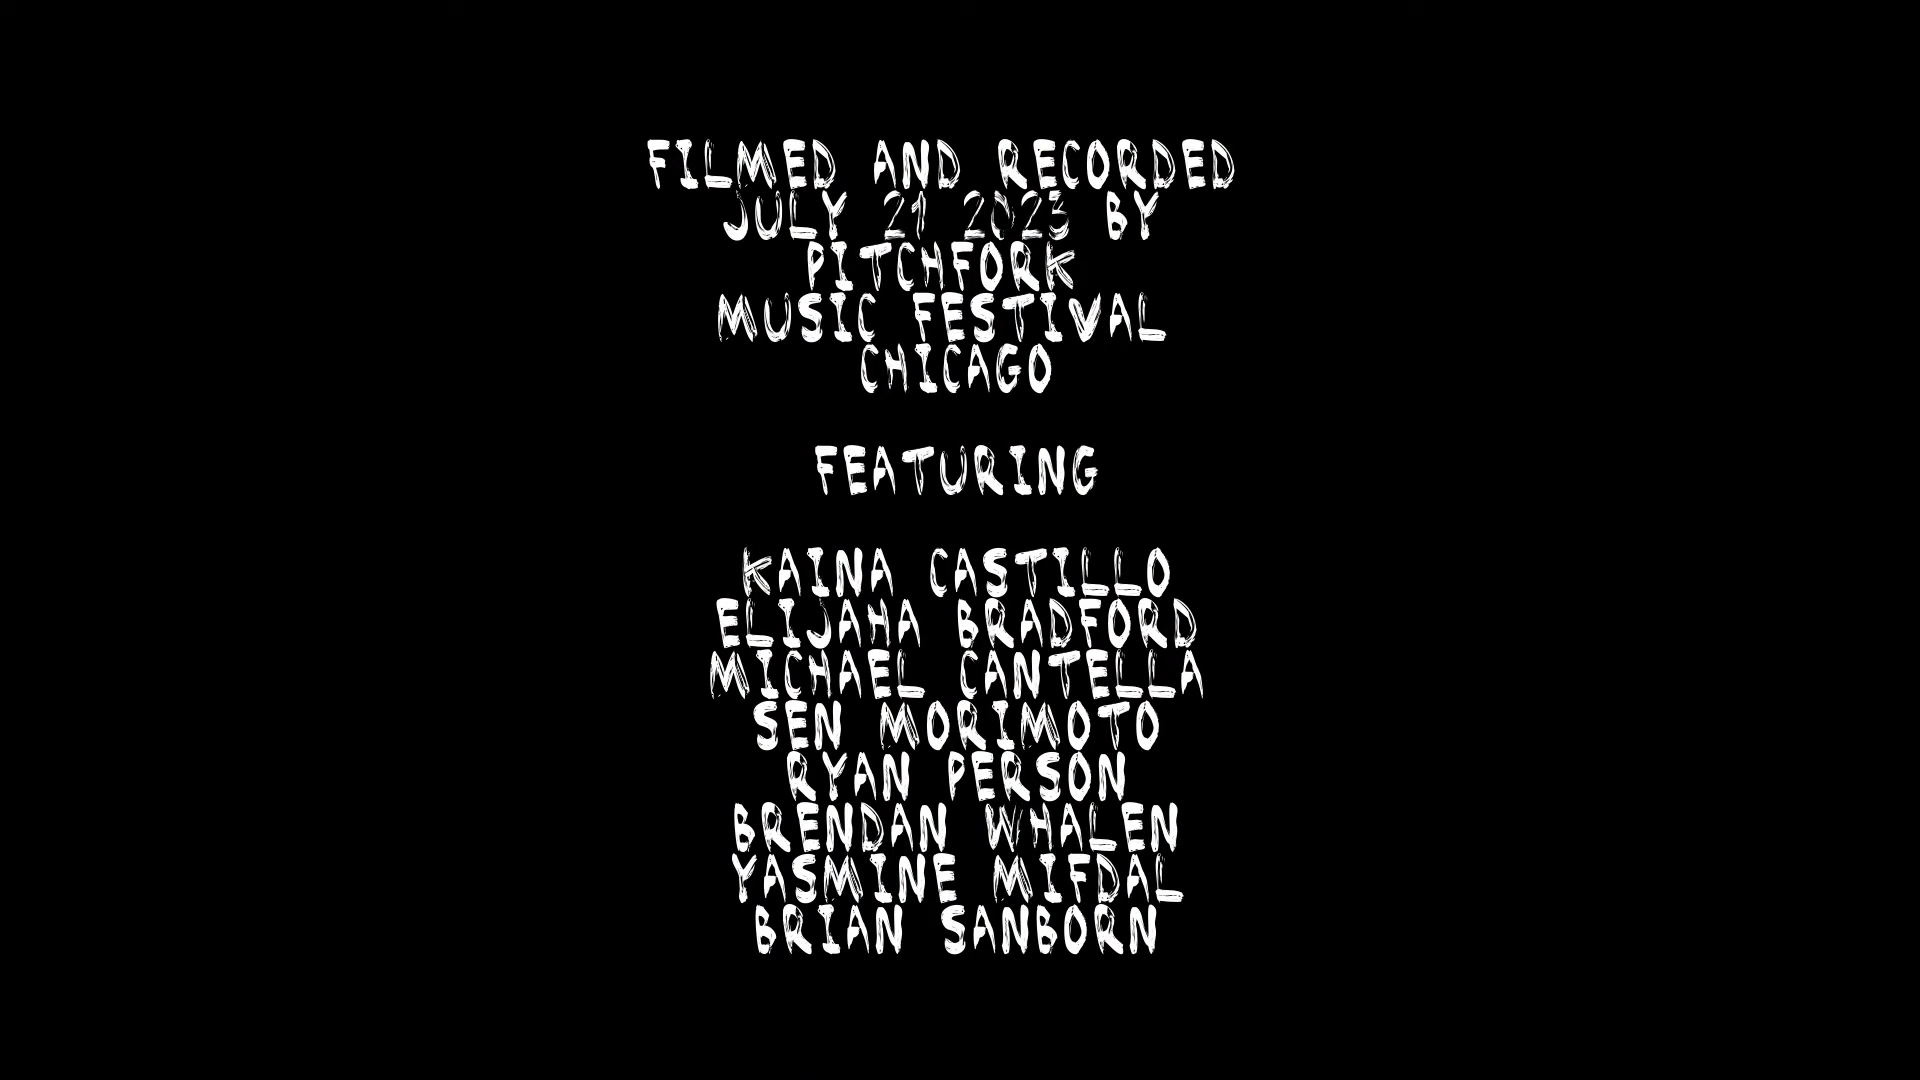 FILMED AND RECORDED
JULY 21 2023 BY
PITCHFORK
MUSIC FESTIVAL
CHICAGO
FEATURING
KAINA CASTILLO
ELIJAHA BRADFORD
MICHAEL CANTELLA
SEN MORIMOTO
RYAN PERSON
BRENDAN WHALEN
YASMINE MIFDAL
BRIAN SANBORN